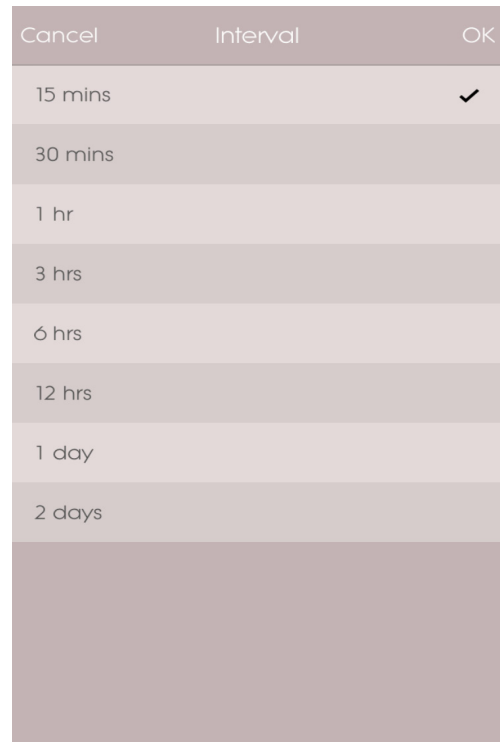 Cancel Interval OK
15 mins
30 mins
1 hr
3 hrs
6 hrs
12 hrs
1 day
2 days